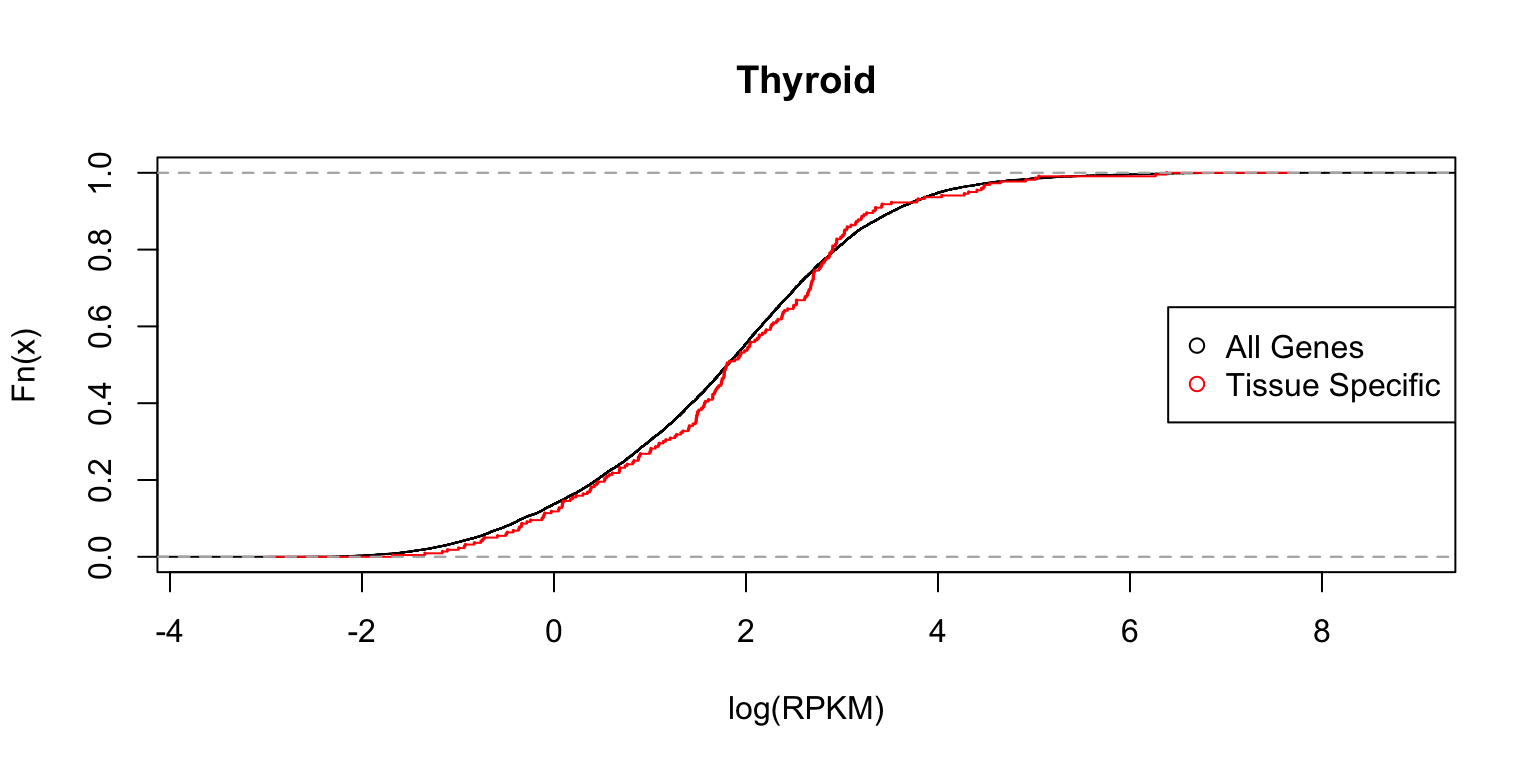 Thyroid
Fn(x)
1.0
0.8
0.6
0.4
0.2
0.0
All Genes
Tissue Specific
-4 -2 0 2 4 6 8
log(RPKM)